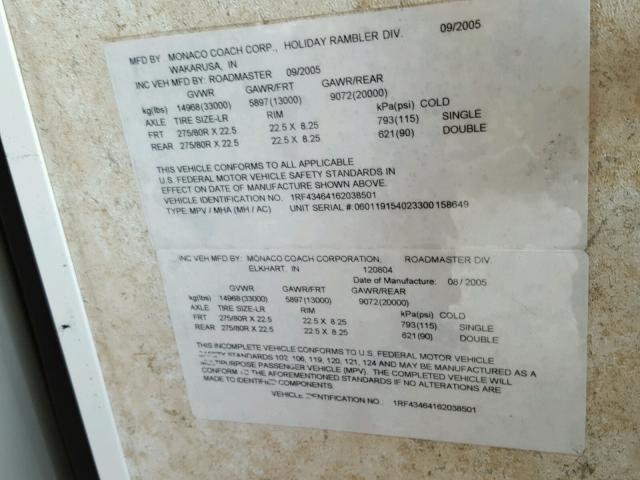 MFD BY MONACO COACH CORP., HOLIDAY RAMBLER DIV. 09/2005
WAKARUSA, IN
INC VEH MFD BY: ROADMASTER 09/2005
GVWR GAWR/FRT GAWR/REAR
kg(lbs) 14968(33000) 5897(13000) 9072(20000)
AXLE TIRE SIZE-LR RIM kPa(psi) COLD
FRT 275/80R X 22.5 22.5 X 8.25 793(115) SINGLE
REAR 275/80R X 22.5 22.5 X 8.25 621(90) DOUBLE
THIS VEHICLE CONFORMS TO ALL APPLICABLE
U.S. FEDERAL MOTOR VEHICLE SAFETY STANDARDS IN
EFFECT ON DATE OF MANUFACTURE SHOWN ABOVE.
VEHICLE IDENTIFICATION NO. 1RF43464162038501
TYPE MPV / MHA (MH / AC) UNIT SERIAL #: 060119154023300 158649
INC VEH MFD BY: MONACO COACH CORPORATION, ROADMASTER DIV.
ELKHART, IN 120804
Date of Manufacture: 08 / 2005
GVWR GAWR/FRT GAWR/REAR
kg(lbs) 14968(33000) 5897(13000) 9072(20000)
AXLE TIRE SIZE-LR RIM kPa(psi) COLD
FRT 275/80R X 22.5 22.5 X 8.25 793(115) SINGLE
REAR 275/80R X 22.5 22.5 X 8.25 621(90) DOUBLE
THIS INCOMPLETE VEHICLE CONFORMS TO U.S. FEDERAL MOTOR VEHICLE
STANDARDS 102, 106, 119, 120, 121, 124 AND MAY BE MANUFACTURED AS A
PASSENGER VEHICLE (MPV). THE COMPLETED VEHICLE WILL
CONFORM THE AFOREMENTIONED STANDARDS IF NO ALTERATIONS ARE
MADE TO IDENTIFIED COMPONENTS.
VEHICLE IDENTIFICATION NO. 1RF43464162038501